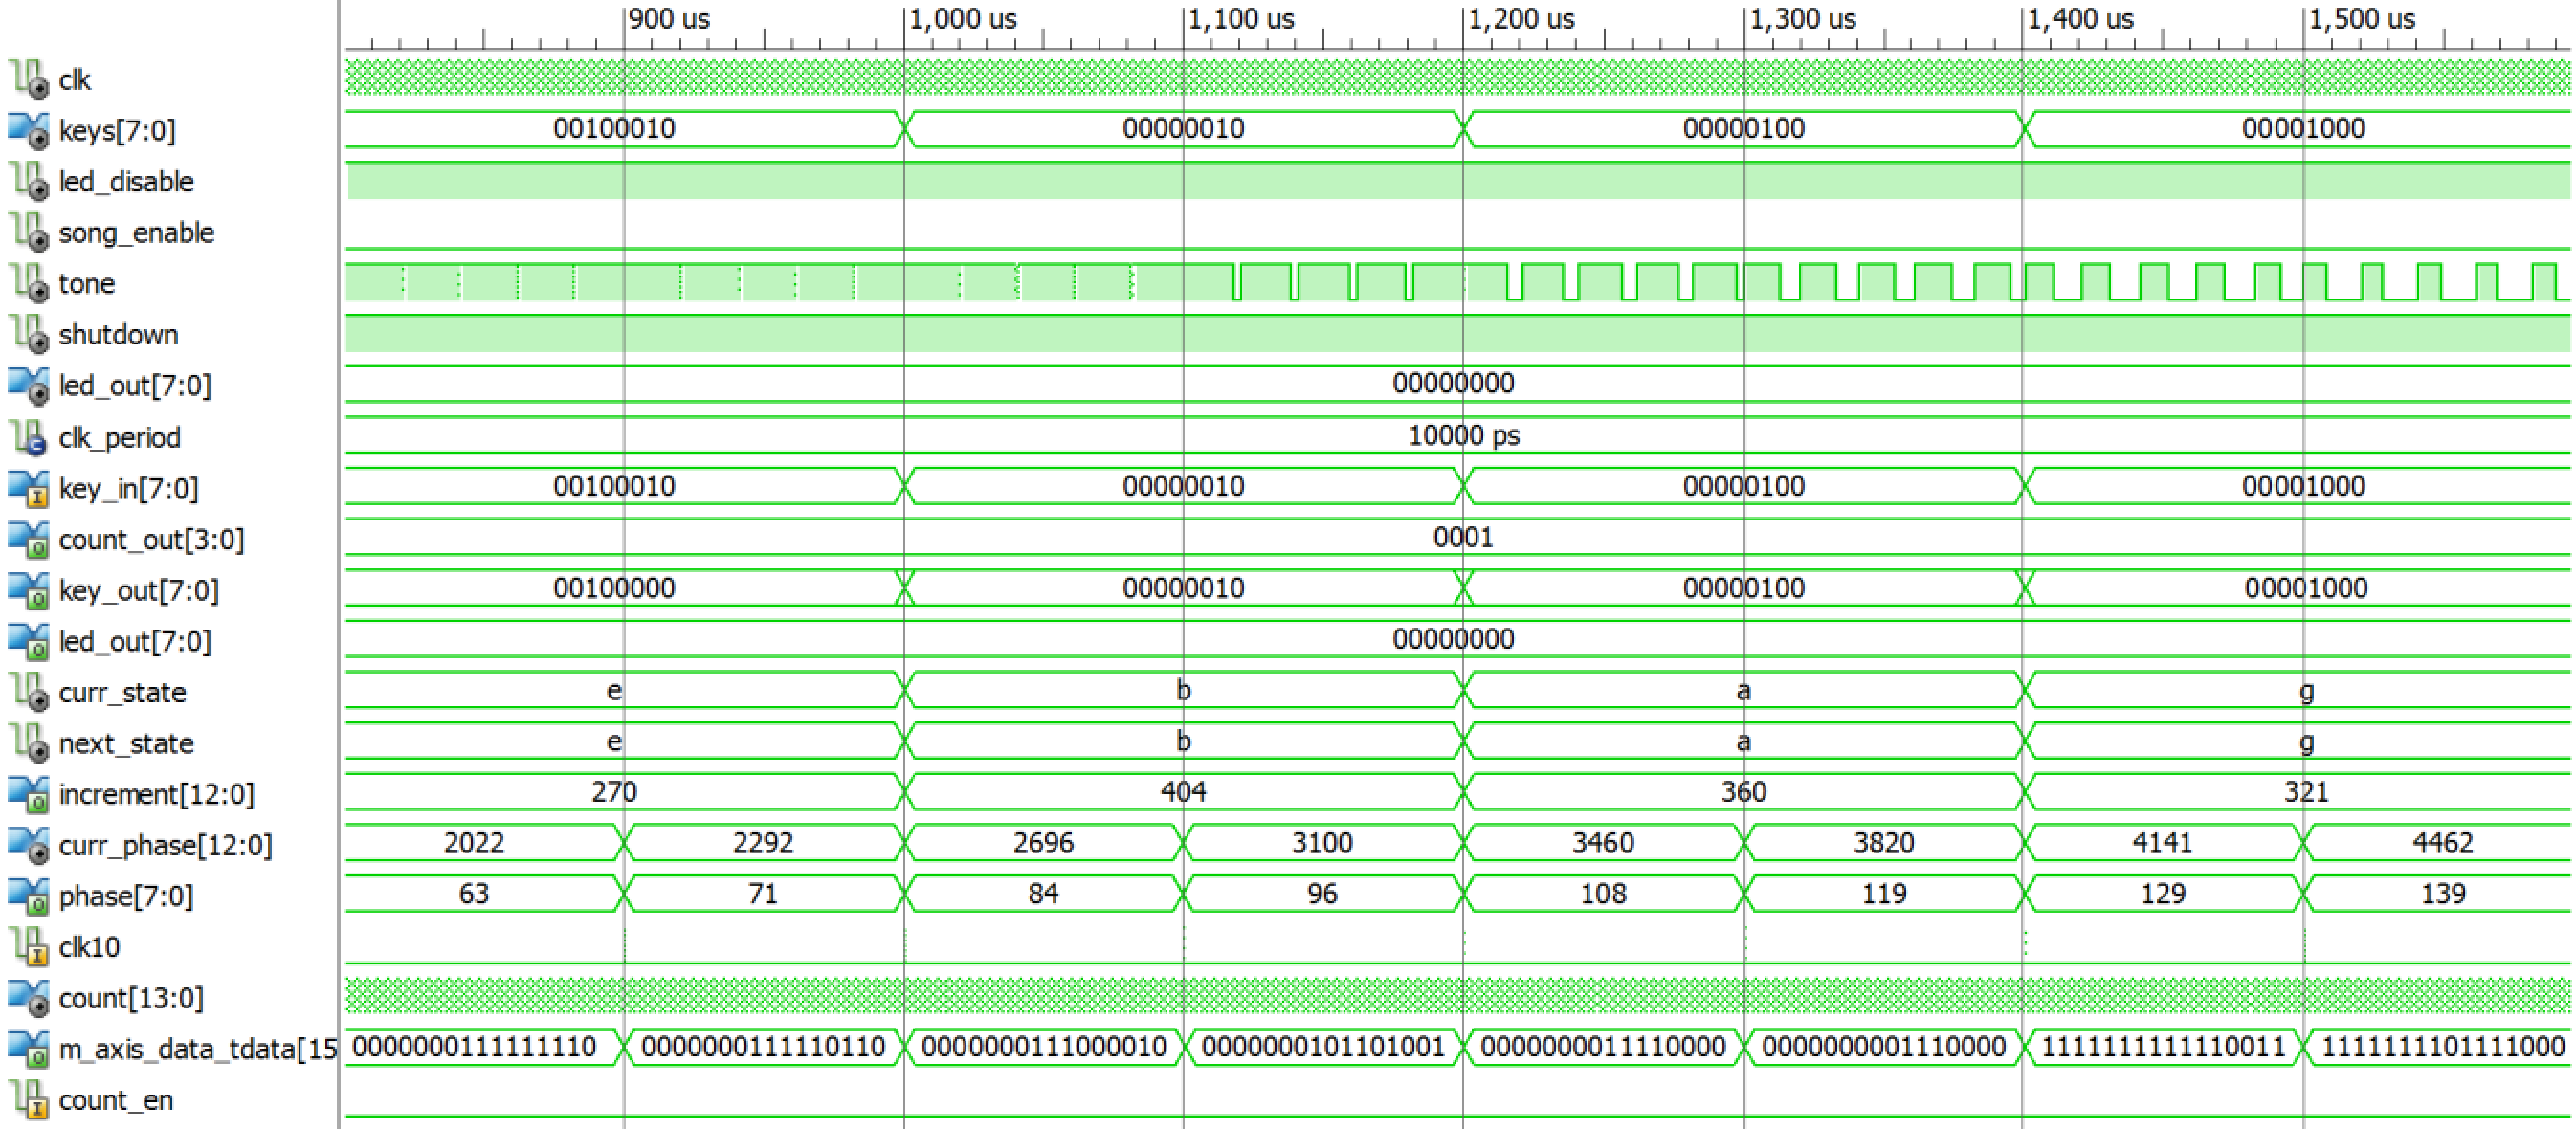 900 us 1,000 us 1,100 us 1,200 us 1,300 us 1,400 us 1,500 us
clk
keys[7:0] 00100010 00000010 00000100 00001000
led_disable
song_enable
tone
shutdown
led_out[7:0] 00000000
clk_period 10000 ps
key_in[7:0] 00100010 00000010 00000100 00001000
count_out[3:0] 0001
key_out[7:0] 00100000 00000010 00000100 00001000
led_out[7:0] 00000000
curr_state e b a g
next_state e b a g
increment[12:0] 270 404 360 321
curr_phase[12:0] 2022 2292 2696 3100 3460 3820 4141 4462
phase[7:0] 63 71 84 96 108 119 129 139
clk10
count[13:0]
m_axis_data_tdata[15 0000000111111110 0000000111110110 0000000111000010 0000000101101001 0000000011110000 0000000001110000 1111111111110011 1111111101111000
count_en